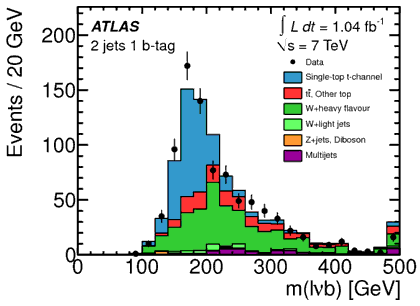 ATLAS
2 jets 1 b-tag
∫ L dt = 1.04 fb⁻¹
√s = 7 TeV
Data
Single-top t-channel
tt̄, Other top
W+heavy flavour
W+light jets
Z+jets, Diboson
Multijets
Events / 20 GeV
200
150
100
50
0
0 100 200 300 400 500
m(lνb) [GeV]